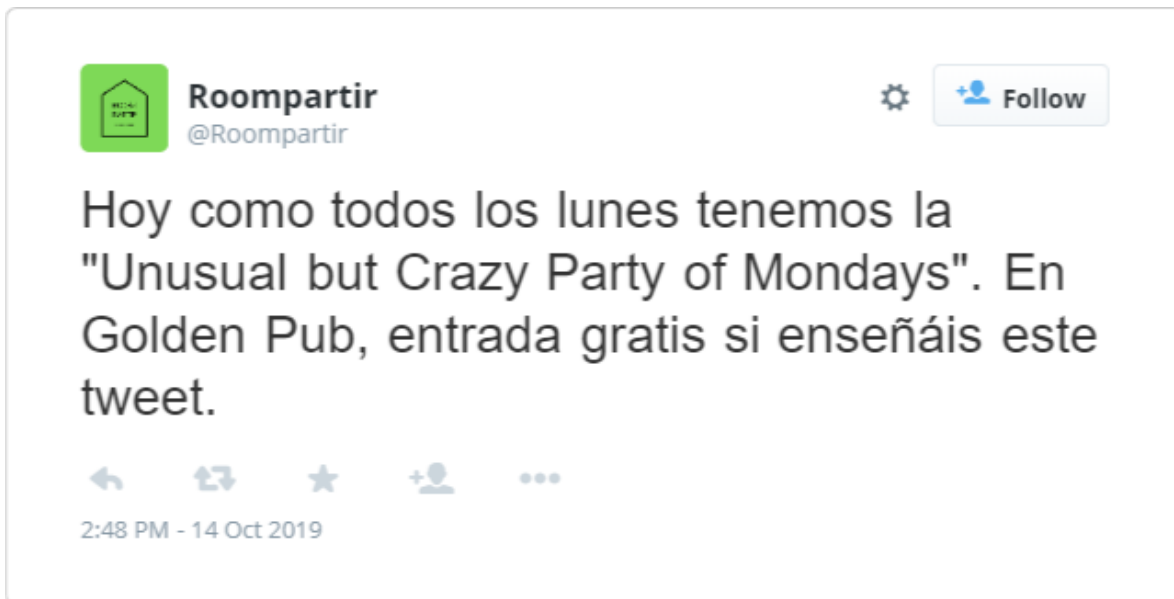 Roompartir
@Roompartir
Follow
Hoy como todos los lunes tenemos la
"Unusual but Crazy Party of Mondays". En
Golden Pub, entrada gratis si enseñáis este
tweet.
2:48 PM - 14 Oct 2019